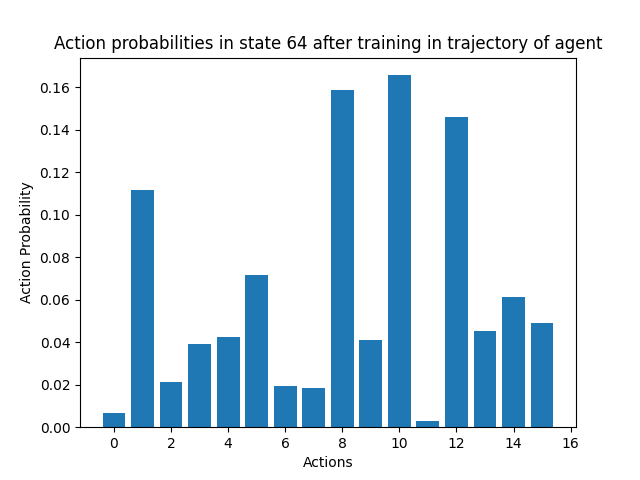 Action probabilities in state 64 after training in trajectory of agent
Action Probability
0.16
0.14
0.12
0.10
0.08
0.06
0.04
0.02
0.00
0 2 4 6 8 10 12 14 16
Actions